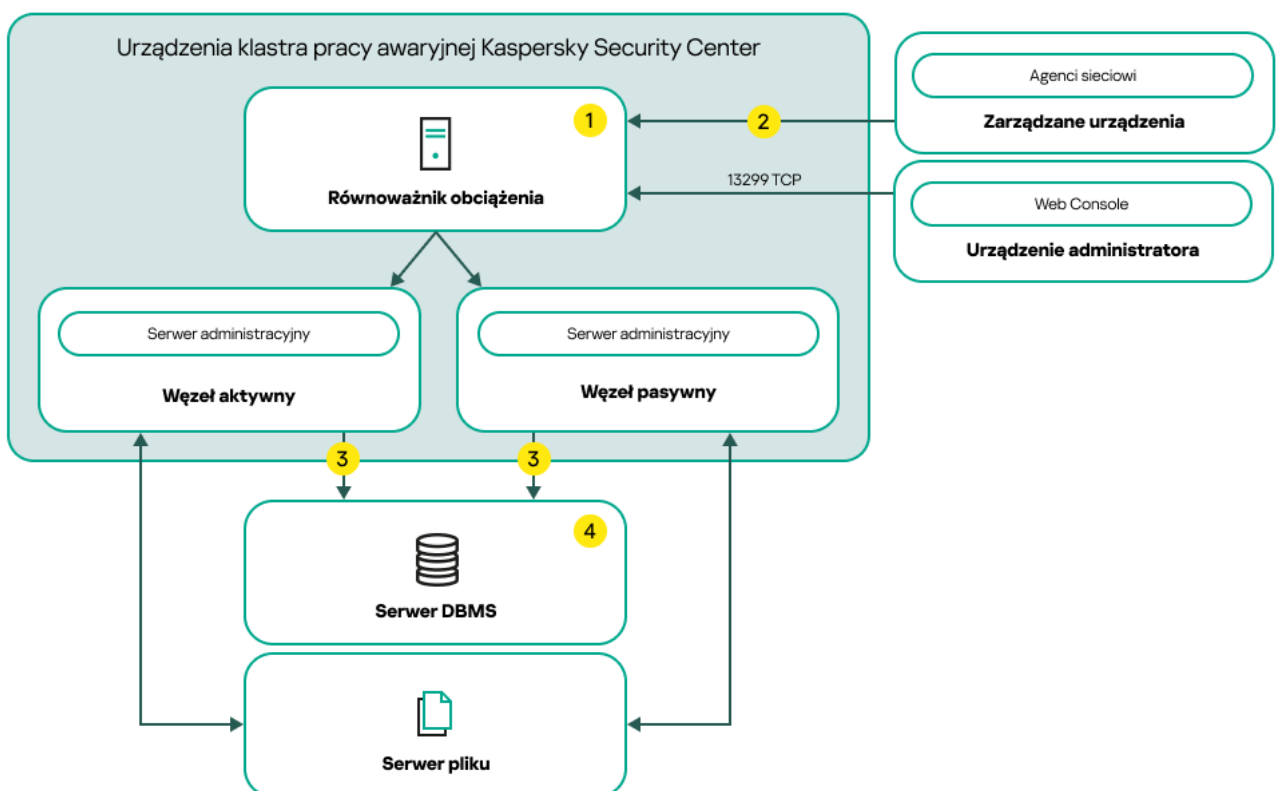 Urządzenia klastra pracy awaryjnej Kaspersky Security Center
1
Równoważnik obciążenia
2
Agenci sieciowi
Zarządzane urządzenia
13299 TCP
Web Console
Urządzenie administratora
Serwer administracyjny
Węzeł aktywny
Serwer administracyjny
Węzeł pasywny
3
3
4
Serwer DBMS
Serwer pliku